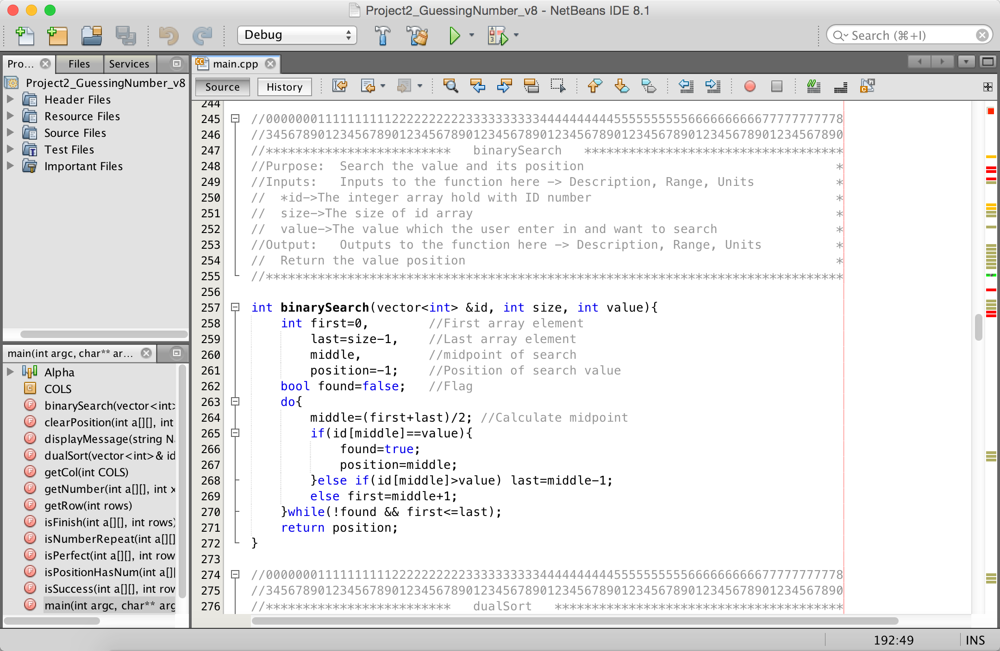 Project2_GuessingNumber_v8 - NetBeans IDE 8.1
Debug
Search (⌘+I)
Pro...
Files
Services
main.cpp
Source
History
Project2_GuessingNumber_v8
Header Files
Resource Files
Source Files
Test Files
Important Files
main(int argc, char** ar...
Alpha
COLS
binarySearch(vector<int>
clearPosition(int a[][], int
displayMessage(string N
dualSort(vector<int>& id
getCol(int COLS)
getNumber(int a[][], int x
getRow(int rows)
isFinish(int a[][], int rows)
isNumberRepeat(int a[][]
isPerfect(int a[][], int row
isPositionHasNum(int a[][
isSuccess(int a[][], int row
main(int argc, char** arg
244
245 //000000011111111112222222222333333333344444444445555555555666666666677777777778
246 //345678901234567890123456789012345678901234567890123456789012345678901234567890
247 //************************* binarySearch ***********************************
248 //Purpose:  Search the value and its position *
249 //Inputs:   Inputs to the function here -> Description, Range, Units *
250 //  *id->The integer array hold with ID number *
251 //  size->The size of id array *
252 //  value->The value which the user enter in and want to search *
253 //Output:   Outputs to the function here -> Description, Range, Units *
254 //  Return the value position *
255 //******************************************************************************
256
257 int binarySearch(vector<int> &id, int size, int value){
258     int first=0,        //First array element
259         last=size-1,    //Last array element
260         middle,         //midpoint of search
261         position=-1;    //Position of search value
262     bool found=false;   //Flag
263     do{
264         middle=(first+last)/2; //Calculate midpoint
265         if(id[middle]==value){
266             found=true;
267             position=middle;
268         }else if(id[middle]>value) last=middle-1;
269         else first=middle+1;
270     }while(!found && first<=last);
271     return position;
272 }
273
274 //000000011111111112222222222333333333344444444445555555555666666666677777777778
275 //345678901234567890123456789012345678901234567890123456789012345678901234567890
276 //************************* dualSort ***************************************
192:49
INS